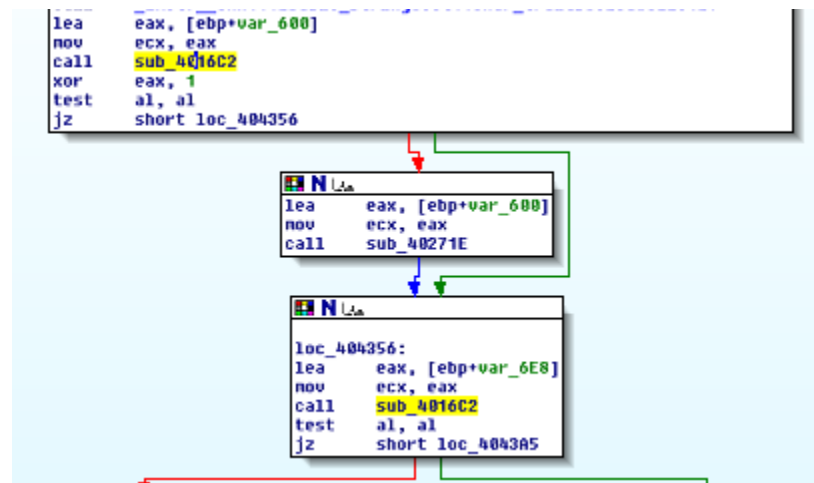 lea eax, [ebp+var_600]
mov ecx, eax
call sub_4016C2
xor eax, 1
test al, al
jz short loc_404356
lea eax, [ebp+var_600]
mov ecx, eax
call sub_40271E
loc_404356:
lea eax, [ebp+var_6E8]
mov ecx, eax
call sub_4016C2
test al, al
jz short loc_4043A5